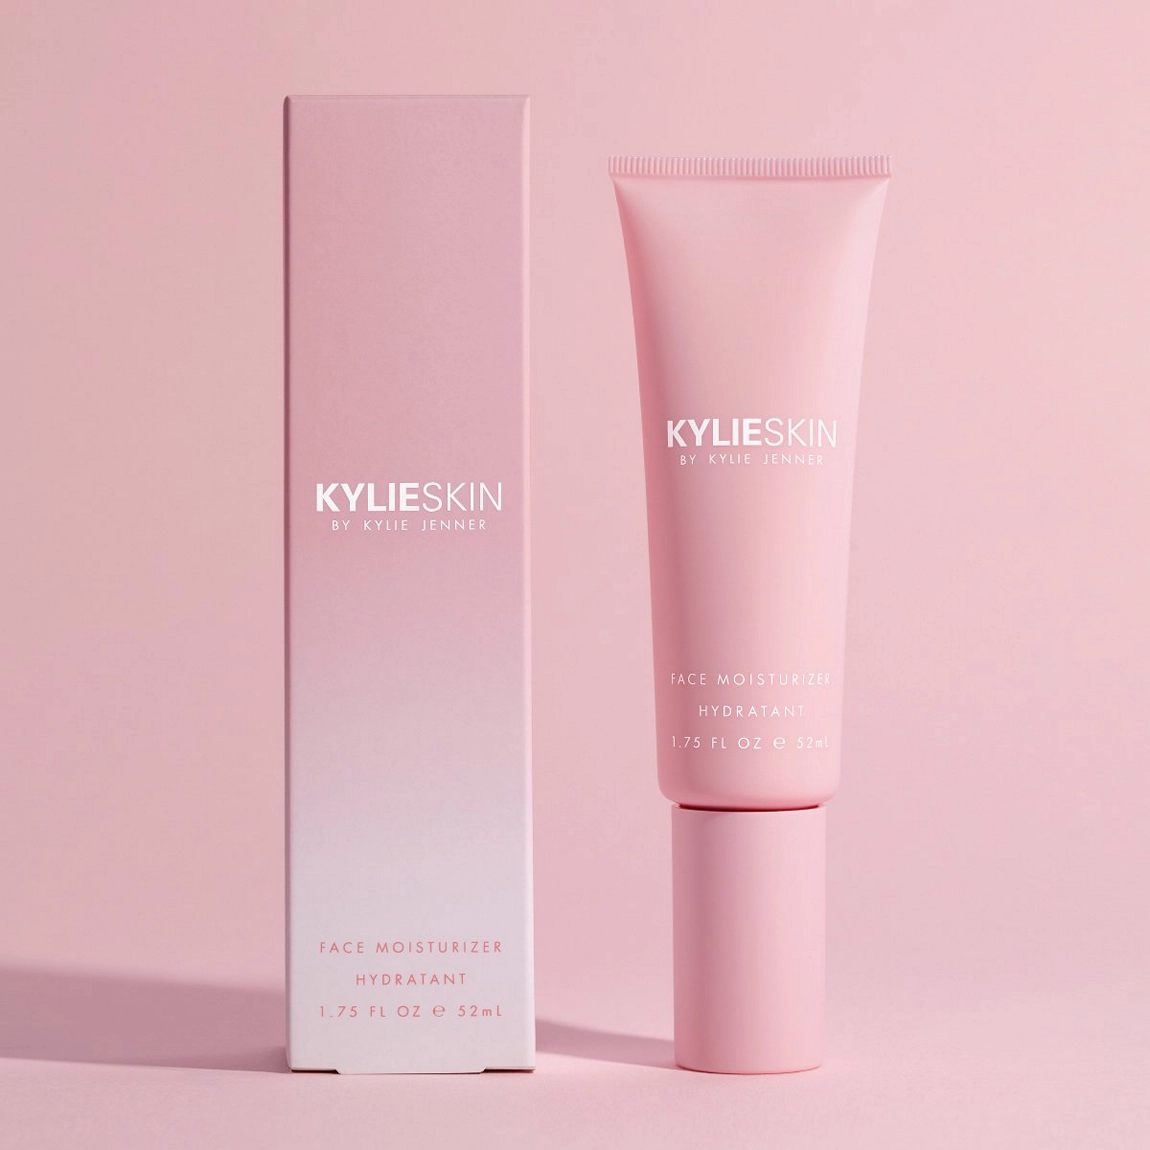 KYLIESKIN
BY KYLIE JENNER
FACE MOISTURIZER
HYDRATANT
1.75 FL OZ ℮ 52mL
KYLIESKIN
BY KYLIE JENNER
FACE MOISTURIZER
HYDRATANT
1.75 FL OZ ℮ 52mL